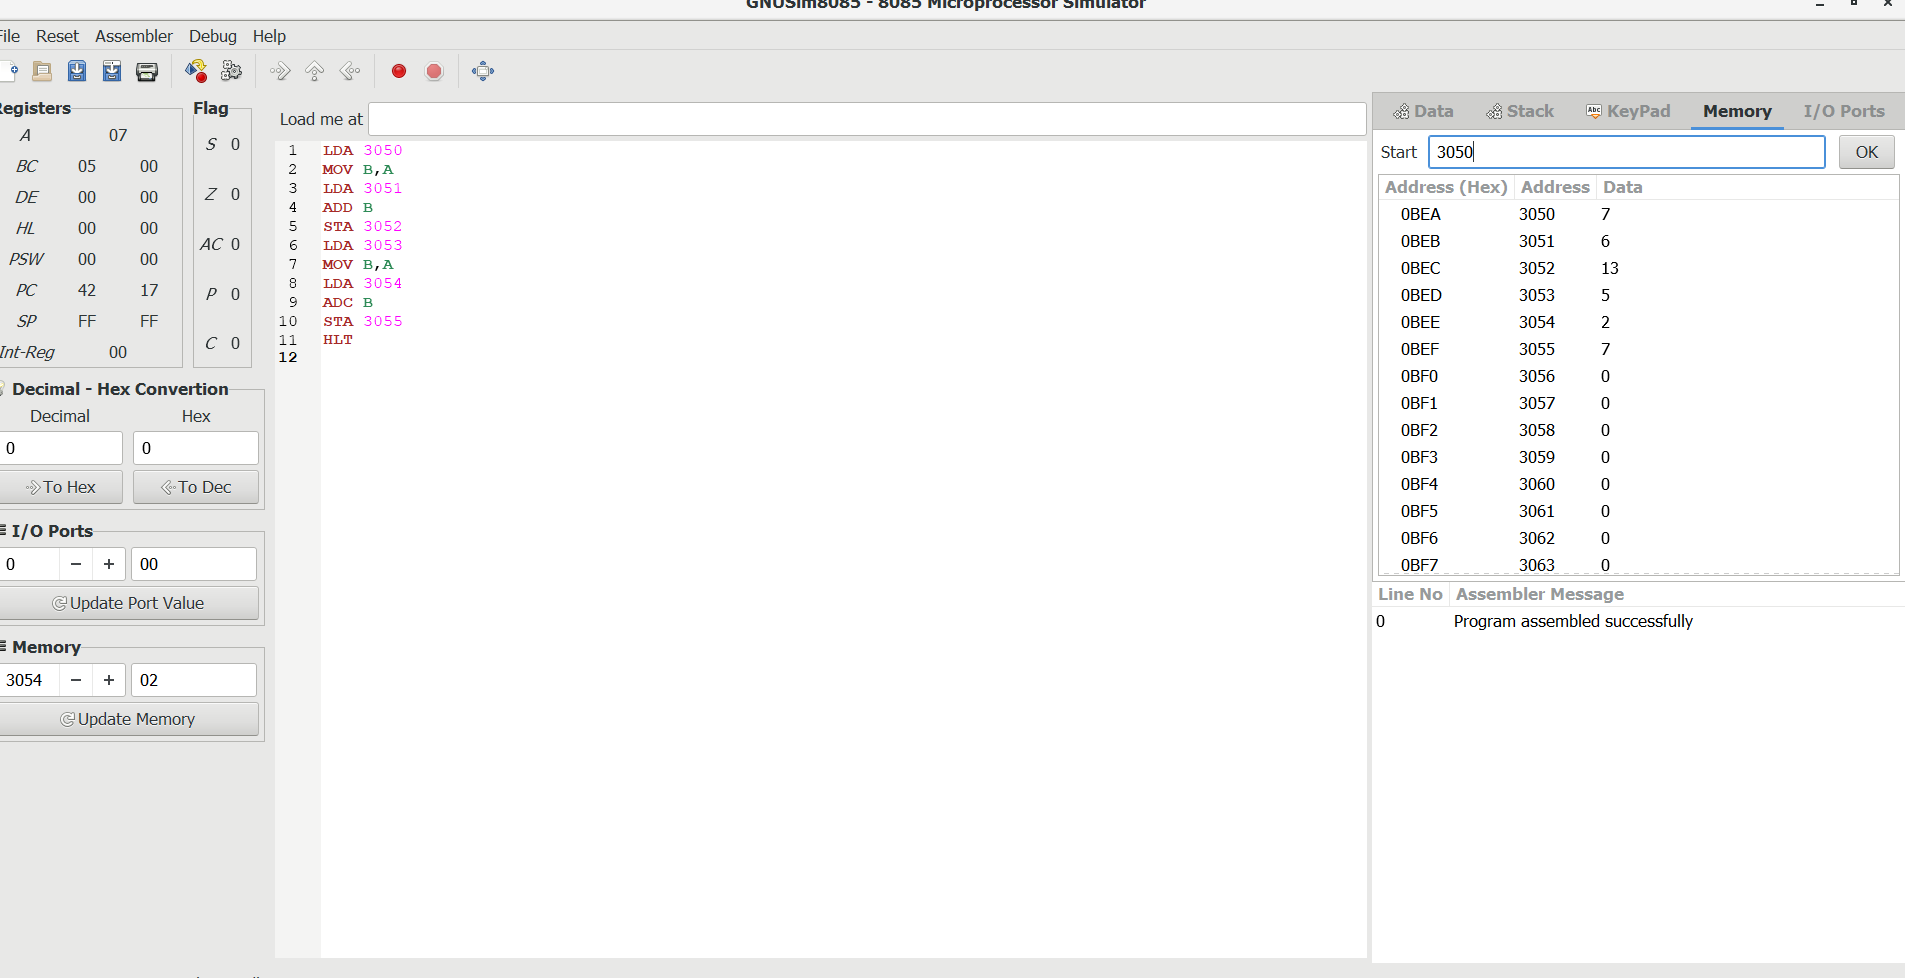 GNUSim8085 - 8085 Microprocessor Simulator
File Reset Assembler Debug Help
Registers
A 07
BC 05 00
DE 00 00
HL 00 00
PSW 00 00
PC 42 17
SP FF FF
Int-Reg 00
Flag
S 0
Z 0
AC 0
P 0
C 0
Decimal - Hex Convertion
Decimal Hex
0 0
To Hex To Dec
I/O Ports
0 − + 00
Update Port Value
Memory
3054 − + 02
Update Memory
Load me at
1 LDA 3050
2 MOV B,A
3 LDA 3051
4 ADD B
5 STA 3052
6 LDA 3053
7 MOV B,A
8 LDA 3054
9 ADC B
10 STA 3055
11 HLT
12
Data Stack Abc KeyPad Memory I/O Ports
Start 3050 OK
Address (Hex) Address Data
0BEA 3050 7
0BEB 3051 6
0BEC 3052 13
0BED 3053 5
0BEE 3054 2
0BEF 3055 7
0BF0 3056 0
0BF1 3057 0
0BF2 3058 0
0BF3 3059 0
0BF4 3060 0
0BF5 3061 0
0BF6 3062 0
0BF7 3063 0
Line No Assembler Message
0 Program assembled successfully